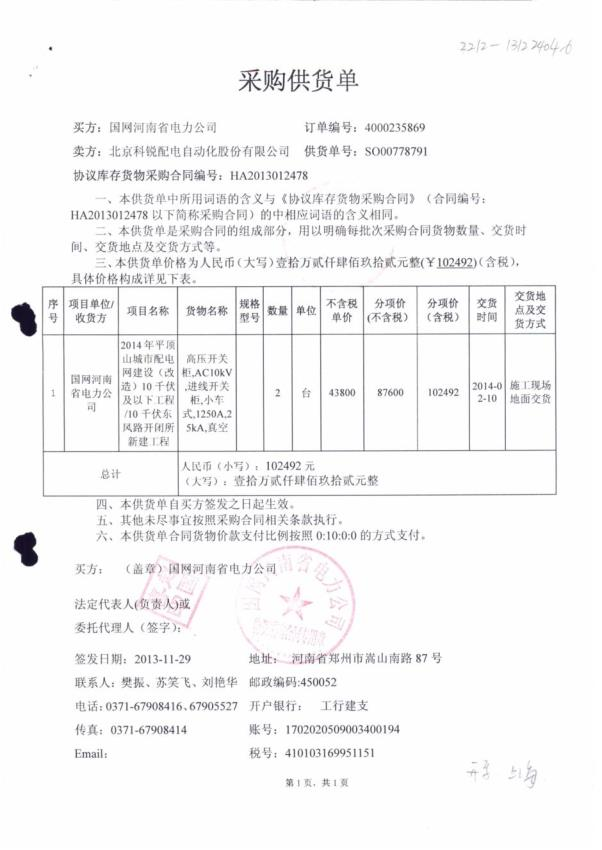 2212-13122404.6
采购供货单
买方：国网河南省电力公司 订单编号：4000235869
卖方：北京科锐配电自动化股份有限公司 供货单号：SO00778791
协议库存货物采购合同编号：HA2013012478
一、本供货单中所用词语的含义与《协议库存货物采购合同》（合同编号：
HA2013012478 以下简称采购合同）的中相应词语的含义相同。
二、本供货单是采购合同的组成部分，用以明确每批次采购合同货物数量、交货时
间、交货地点及交货方式等。
三、本供货单价格为人民币（大写）壹拾万贰仟肆佰玖拾贰元整(￥102492)(含税)，
具体价格构成详见下表。
序号 项目单位/收货方 项目名称 货物名称 规格型号 数量 单位 不含税单价 分项价(不含税) 分项价(含税) 交货时间 交货地点及交货方式
1 国网河南省电力公司 2014年平顶山城市配电网建设（改造）10千伏及以下工程/10千伏东风路开闭所新建工程 高压开关柜,AC10kV,进线开关柜,小车式,1250A,25kA,真空 2 台 43800 87600 102492 2014-02-10 施工现场地面交货
总计 人民币（小写）：102492 元
（大写）：壹拾万贰仟肆佰玖拾贰元整
四、本供货单自买方签发之日起生效。
五、其他未尽事宜按照采购合同相关条款执行。
六、本供货单合同货物价款支付比例按照 0:10:0:0 的方式支付。
买方：（盖章）国网河南省电力公司
法定代表人(负责人)或
委托代理人（签字）：
国网河南省电力公司
签发日期：2013-11-29 地址：河南省郑州市嵩山南路 87 号
联系人：樊振、苏笑飞、刘艳华 邮政编码:450052
电话：0371-67908416、67905527 开户银行：工行建支
传真：0371-67908414 账号：1702020509003400194
Email: 税号：410103169951151
第 1 页，共 1 页